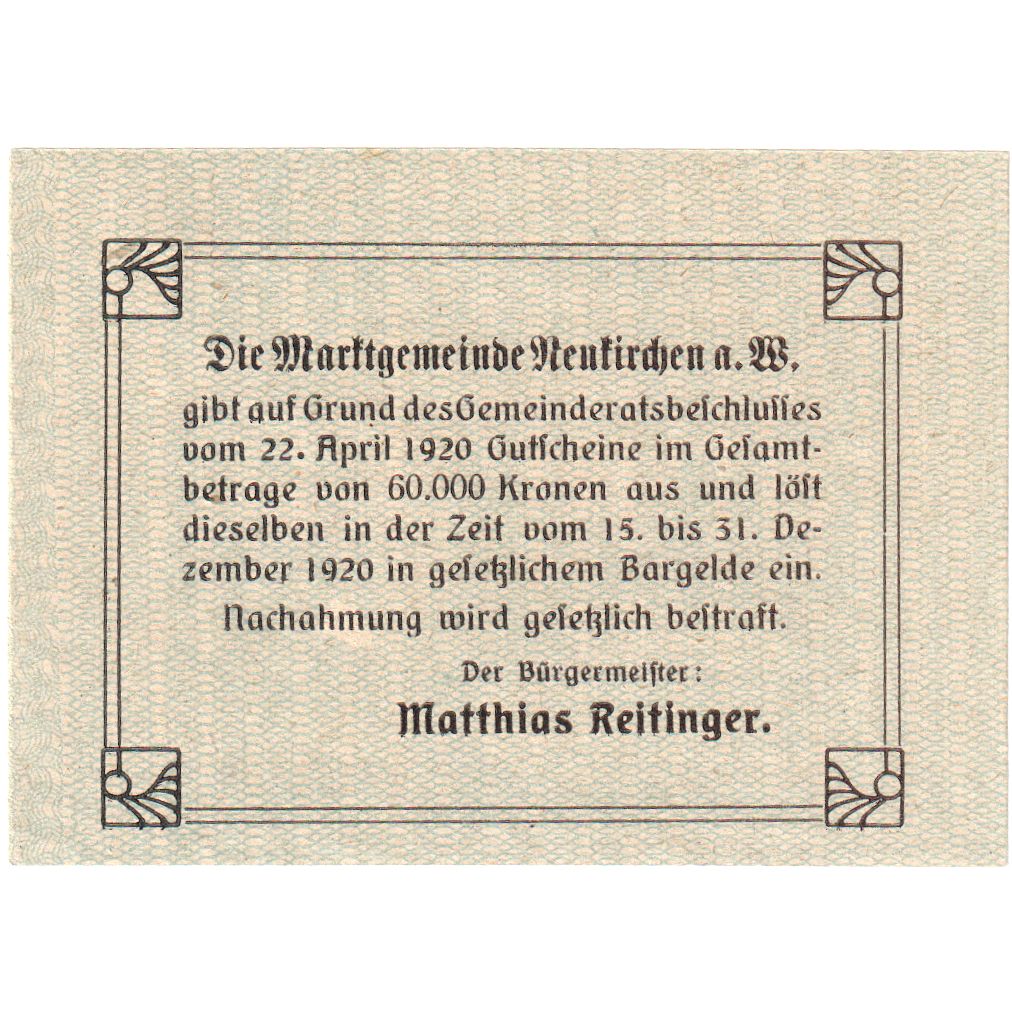 Die Marktgemeinde Neukirchen a. W.
gibt auf Grund des Gemeinderatsbeſchluſſes
vom 22. April 1920 Gutſcheine im Geſamt-
betrage von 60.000 Kronen aus und löſt
dieselben in der Zeit vom 15. bis 31. De-
zember 1920 in geſetzlichem Bargelde ein.
Nachahmung wird geſetzlich beſtraft.
Der Bürgermeiſter:
Matthias Reitinger.